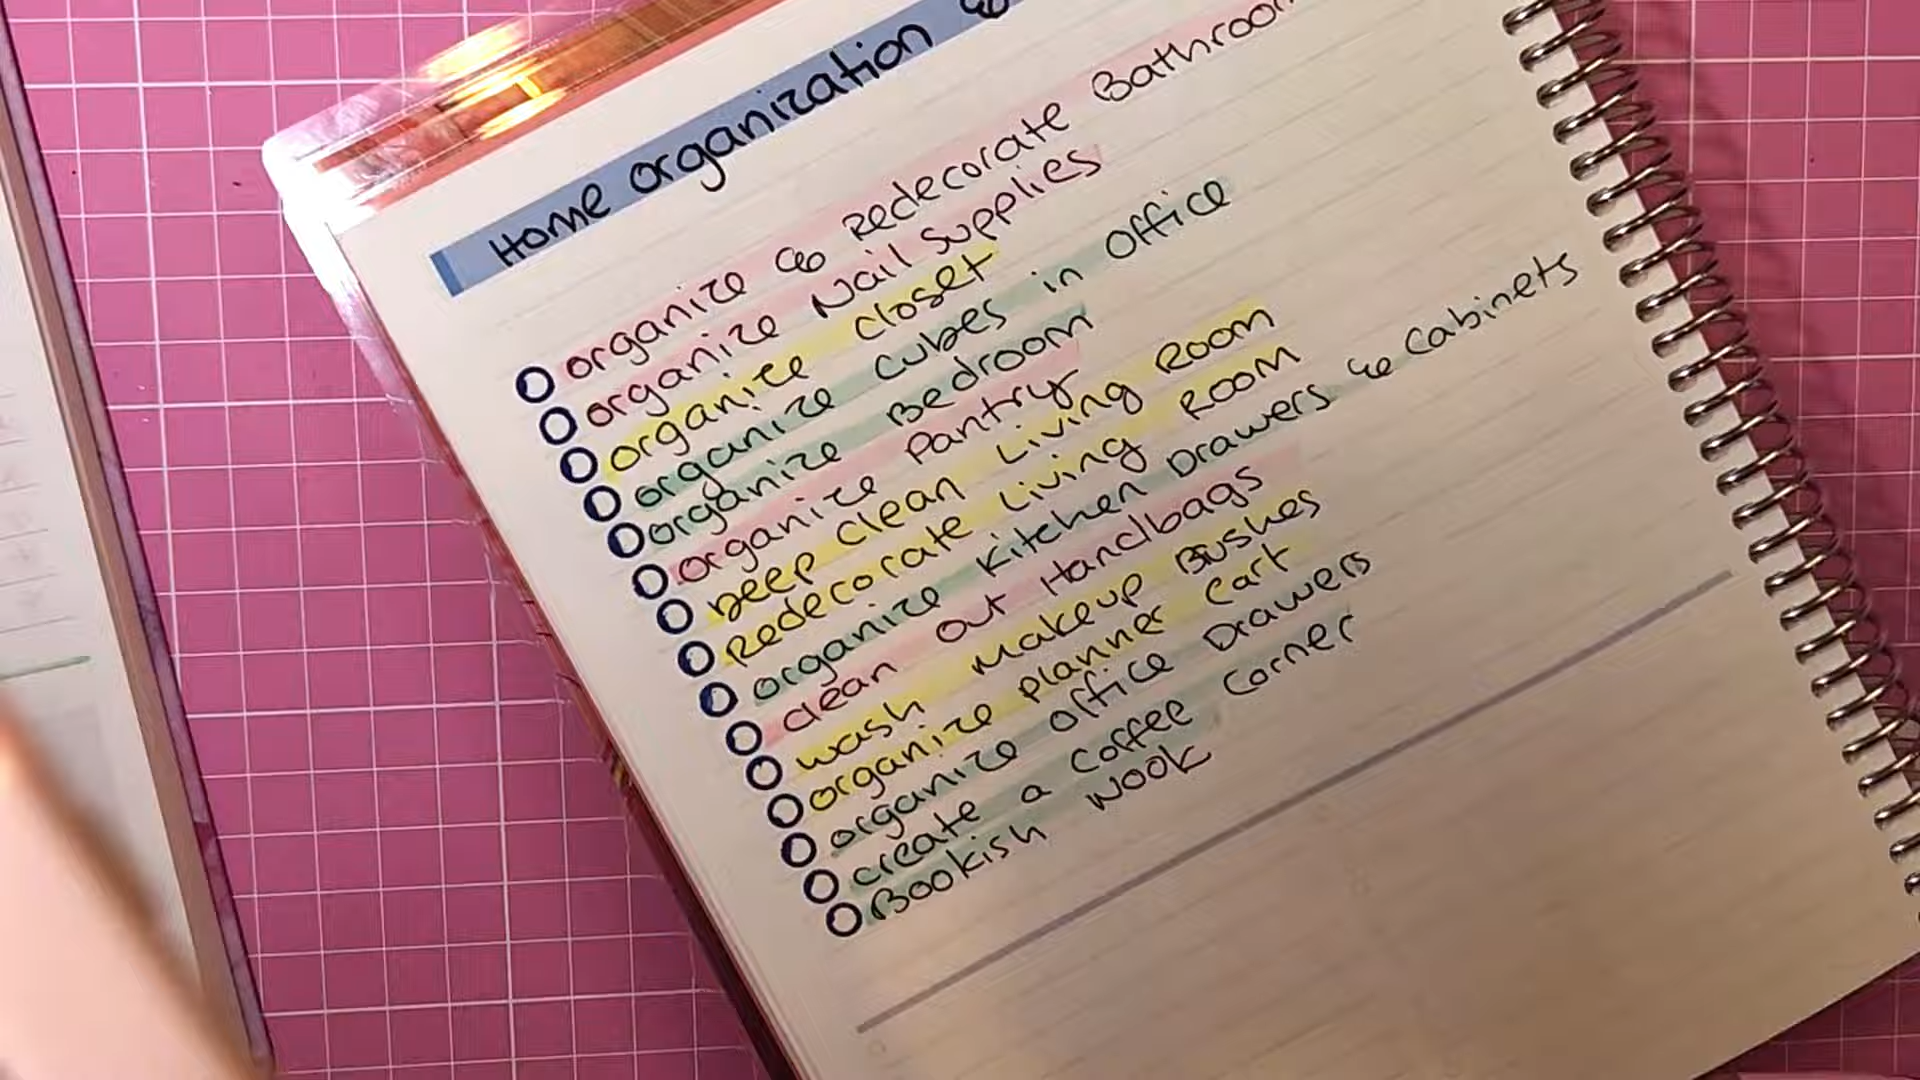 Home organization &
organize & redecorate Bathroom
organize Nail supplies
organize closet
organize cubes in office
organize Bedroom
organize pantry
Deep clean Living Room
Redecorate Living Room
organize kitchen Drawers & cabinets
clean out Handbags
wash Makeup Bushes
organize planner cart
organize office Drawers
create a coffee corner
Bookish Nook